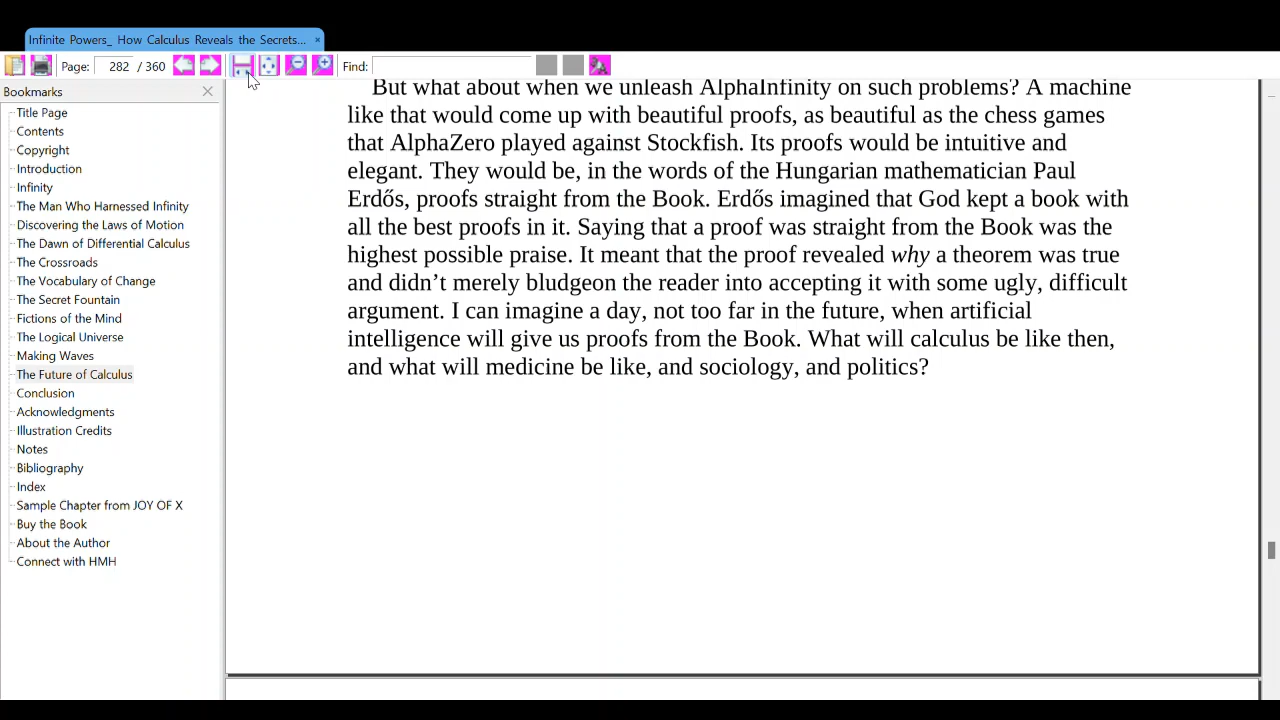 Infinite Powers_ How Calculus Reveals the Secrets... ×
Page: 282 / 360 Find:
Bookmarks
Title Page
Contents
Copyright
Introduction
Infinity
The Man Who Harnessed Infinity
Discovering the Laws of Motion
The Dawn of Differential Calculus
The Crossroads
The Vocabulary of Change
The Secret Fountain
Fictions of the Mind
The Logical Universe
Making Waves
The Future of Calculus
Conclusion
Acknowledgments
Illustration Credits
Notes
Bibliography
Index
Sample Chapter from JOY OF X
Buy the Book
About the Author
Connect with HMH
But what about when we unleash AlphaInfinity on such problems? A machine
like that would come up with beautiful proofs, as beautiful as the chess games
that AlphaZero played against Stockfish. Its proofs would be intuitive and
elegant. They would be, in the words of the Hungarian mathematician Paul
Erdős, proofs straight from the Book. Erdős imagined that God kept a book with
all the best proofs in it. Saying that a proof was straight from the Book was the
highest possible praise. It meant that the proof revealed why a theorem was true
and didn’t merely bludgeon the reader into accepting it with some ugly, difficult
argument. I can imagine a day, not too far in the future, when artificial
intelligence will give us proofs from the Book. What will calculus be like then,
and what will medicine be like, and sociology, and politics?